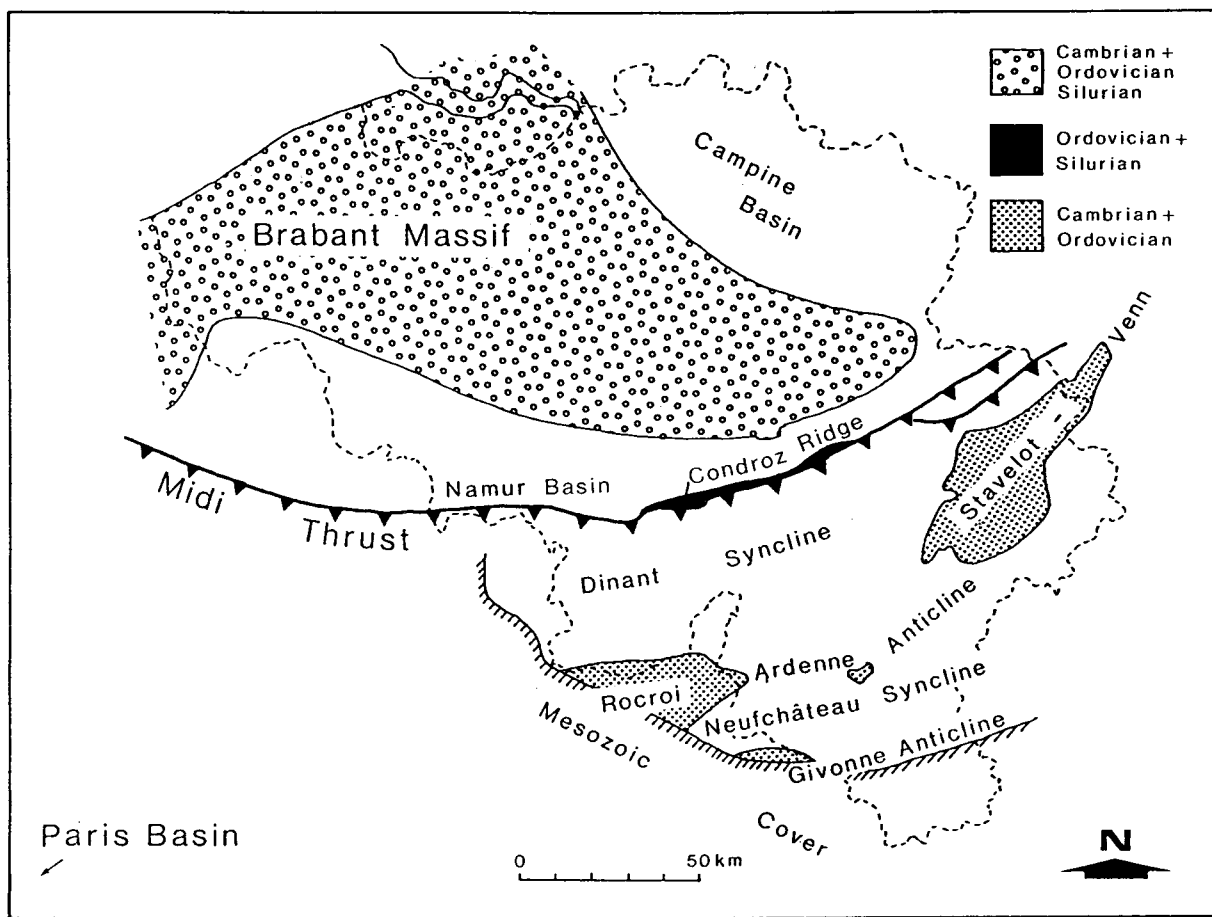 Cambrian +
Ordovician
Silurian
Ordovician +
Silurian
Cambrian +
Ordovician
Campine
Basin
Brabant Massif
Venn
Stavelot -
Condroz Ridge
Namur Basin
Midi
Thrust
Dinant Syncline
Ardenne Anticline
Rocroi
Neufchâteau Syncline
Givonne Anticline
Mesozoic
Cover
Paris Basin
0 50 km
N